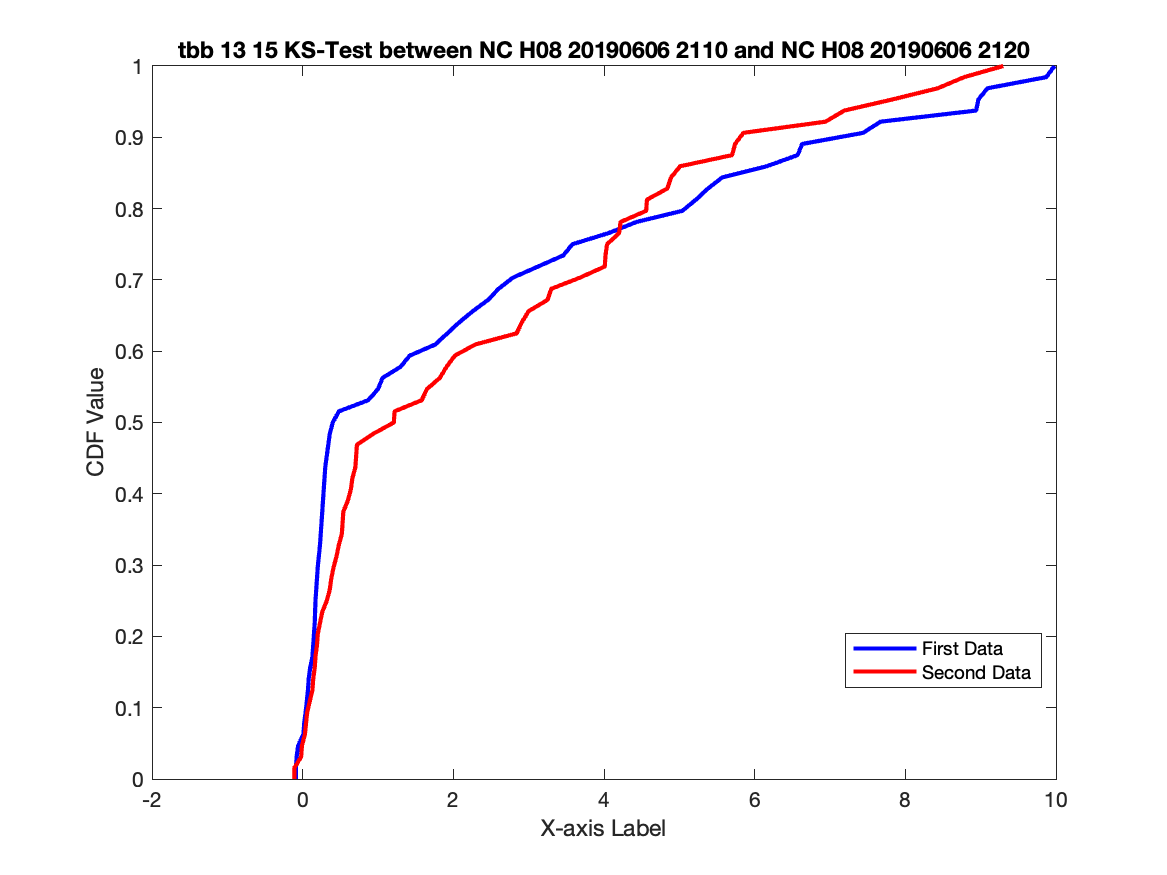 tbb 13 15 KS-Test between NC H08 20190606 2110 and NC H08 20190606 2120
1
0.9
0.8
0.7
0.6
0.5
0.4
0.3
0.2
0.1
0
CDF Value
First Data
Second Data
-2 0 2 4 6 8 10
X-axis Label